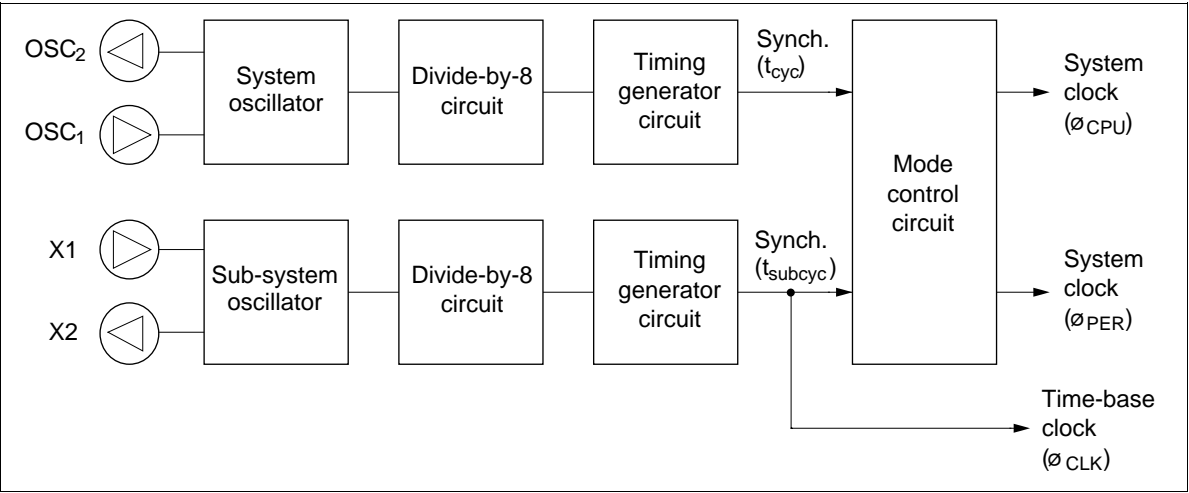 OSC2
OSC1
System
oscillator
Divide-by-8
circuit
Timing
generator
circuit
Synch.
(tcyc)
X1
X2
Sub-system
oscillator
Divide-by-8
circuit
Timing
generator
circuit
Synch.
(tsubcyc)
Mode
control
circuit
System
clock
(øCPU)
System
clock
(øPER)
Time-base
clock
(øCLK)